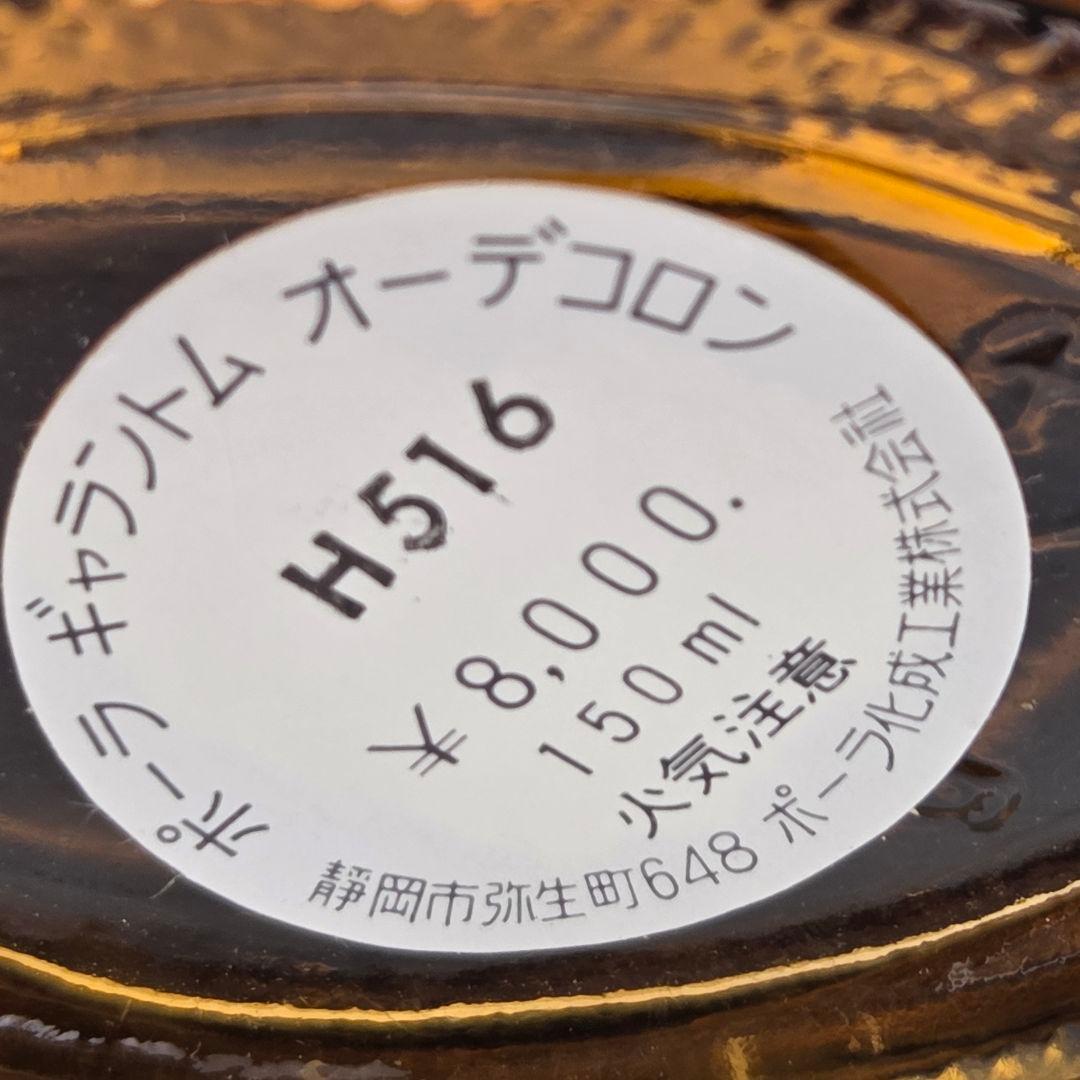 ポーラ ギャラントム オーデコロン
H516
¥8,000.
150ml
火気注意
静岡市弥生町648 ポーラ化成工業株式会社